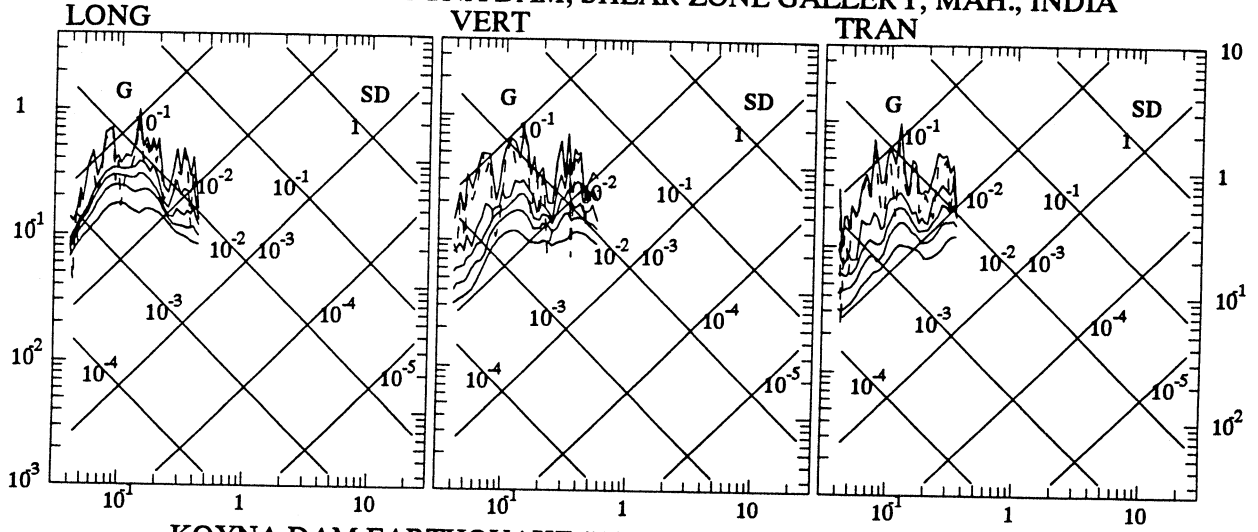 DAM, SHEAR ZONE GALLERY, MAH., INDIA
LONG VERT TRAN
10
G SD G SD G SD
1 10⁻¹ 1 10⁻¹ 1 10⁻¹ 1
10⁻² 10⁻¹ 10⁻² 10⁻¹ 10⁻² 10⁻¹ 1
10⁻¹ 10⁻² 10⁻³ 10⁻² 10⁻³ 10⁻² 10⁻³
10⁻³ 10⁻⁴ 10⁻³ 10⁻⁴ 10⁻³ 10⁻⁴ 10⁻¹
10⁻² 10⁻⁴ 10⁻⁵ 10⁻⁴ 10⁻⁵ 10⁻⁴ 10⁻⁵
10⁻²
10⁻³
10⁻¹ 1 10 10⁻¹ 1 10 10⁻¹ 1 10
KOYNA DAM EARTHQUAKE